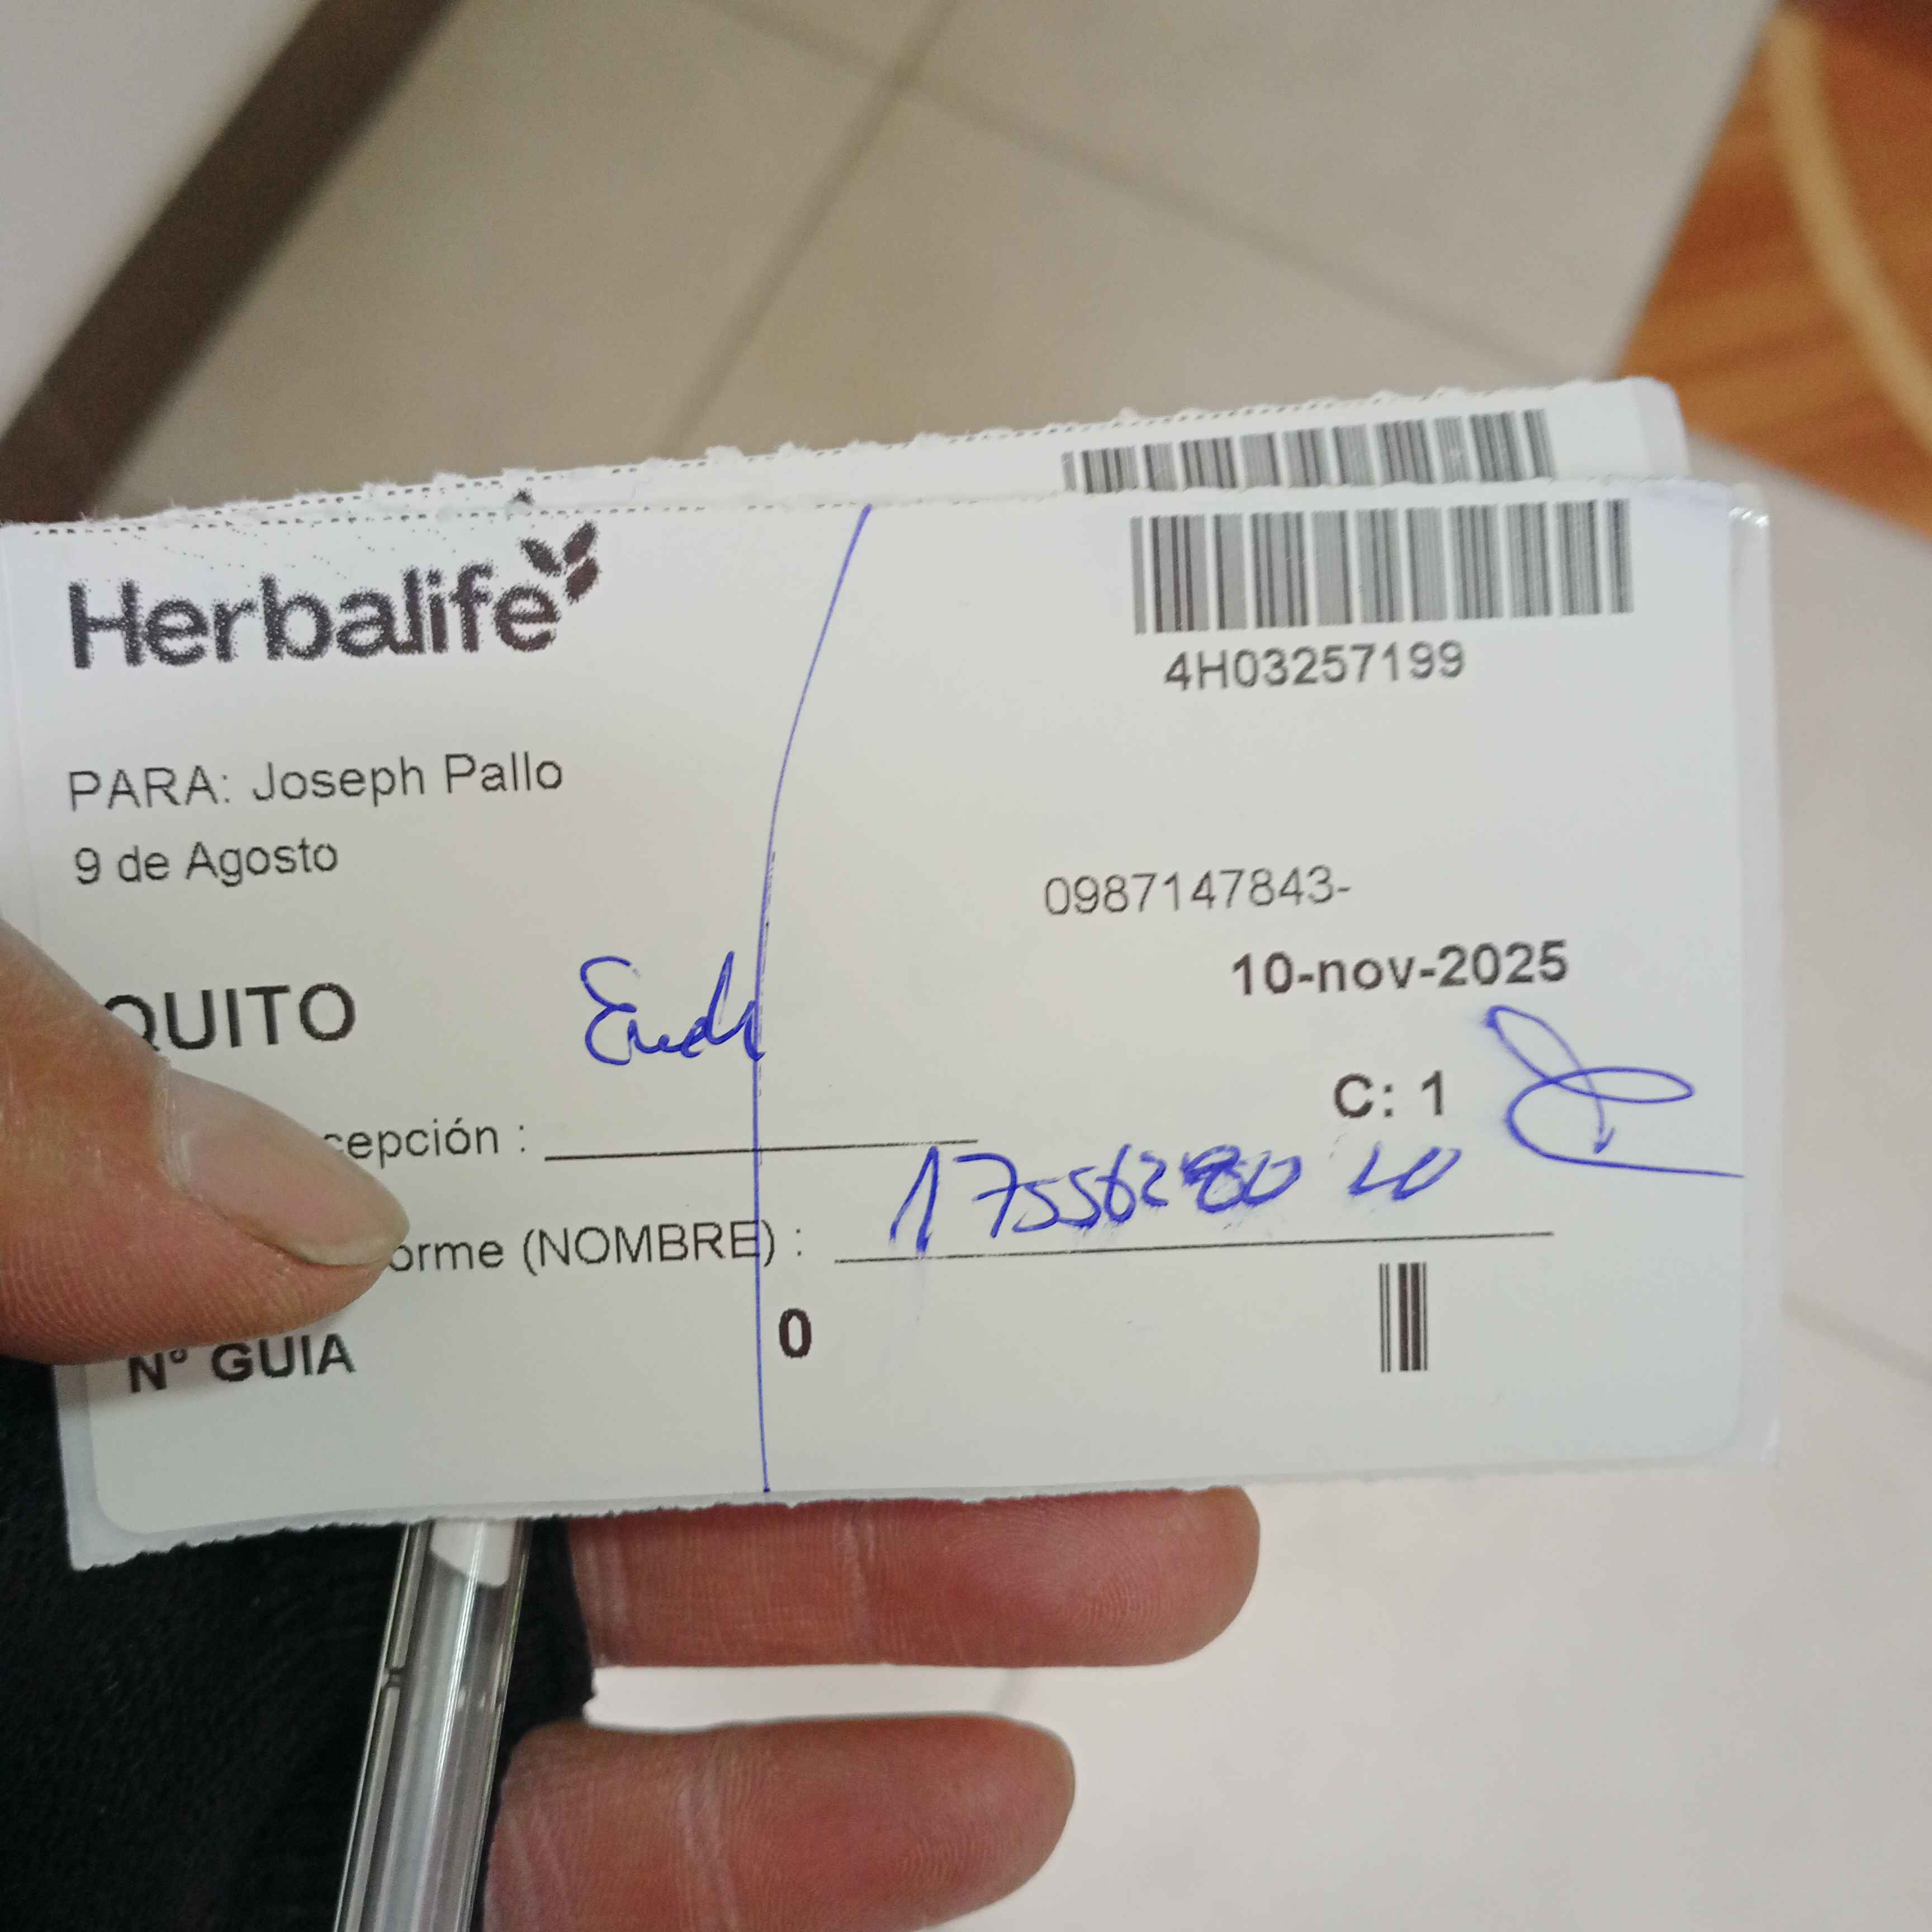 Herbalife
4H03257199
PARA: Joseph Pallo
9 de Agosto
0987147843-
10-nov-2025
QUITO
C: 1
cepción :
orme (NOMBRE) :
N° GUIA 0